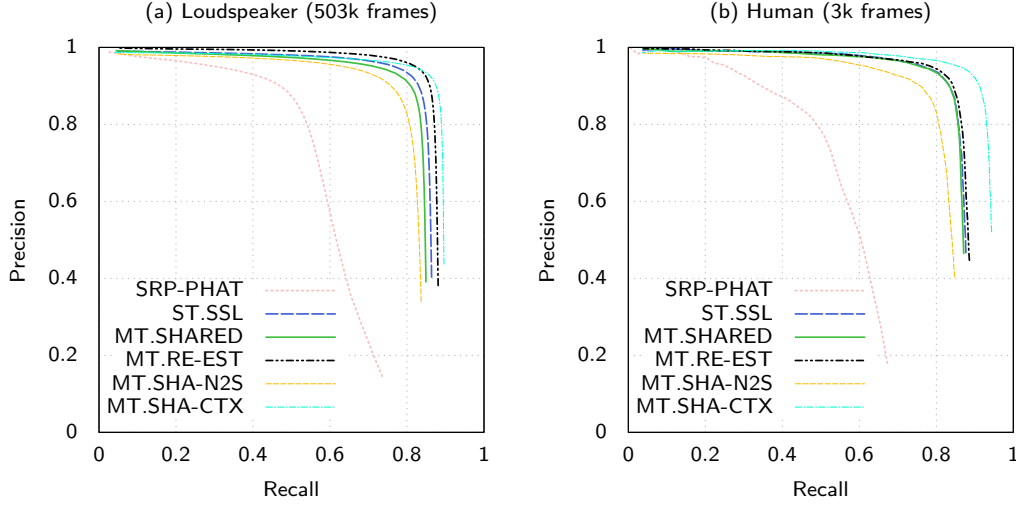 (a) Loudspeaker (503k frames)
1
0.8
0.6
0.4
0.2
0
Precision
SRP-PHAT
ST.SSL
MT.SHARED
MT.RE-EST
MT.SHA-N2S
MT.SHA-CTX
0 0.2 0.4 0.6 0.8 1
Recall
(b) Human (3k frames)
1
0.8
0.6
0.4
0.2
0
Precision
SRP-PHAT
ST.SSL
MT.SHARED
MT.RE-EST
MT.SHA-N2S
MT.SHA-CTX
0 0.2 0.4 0.6 0.8 1
Recall